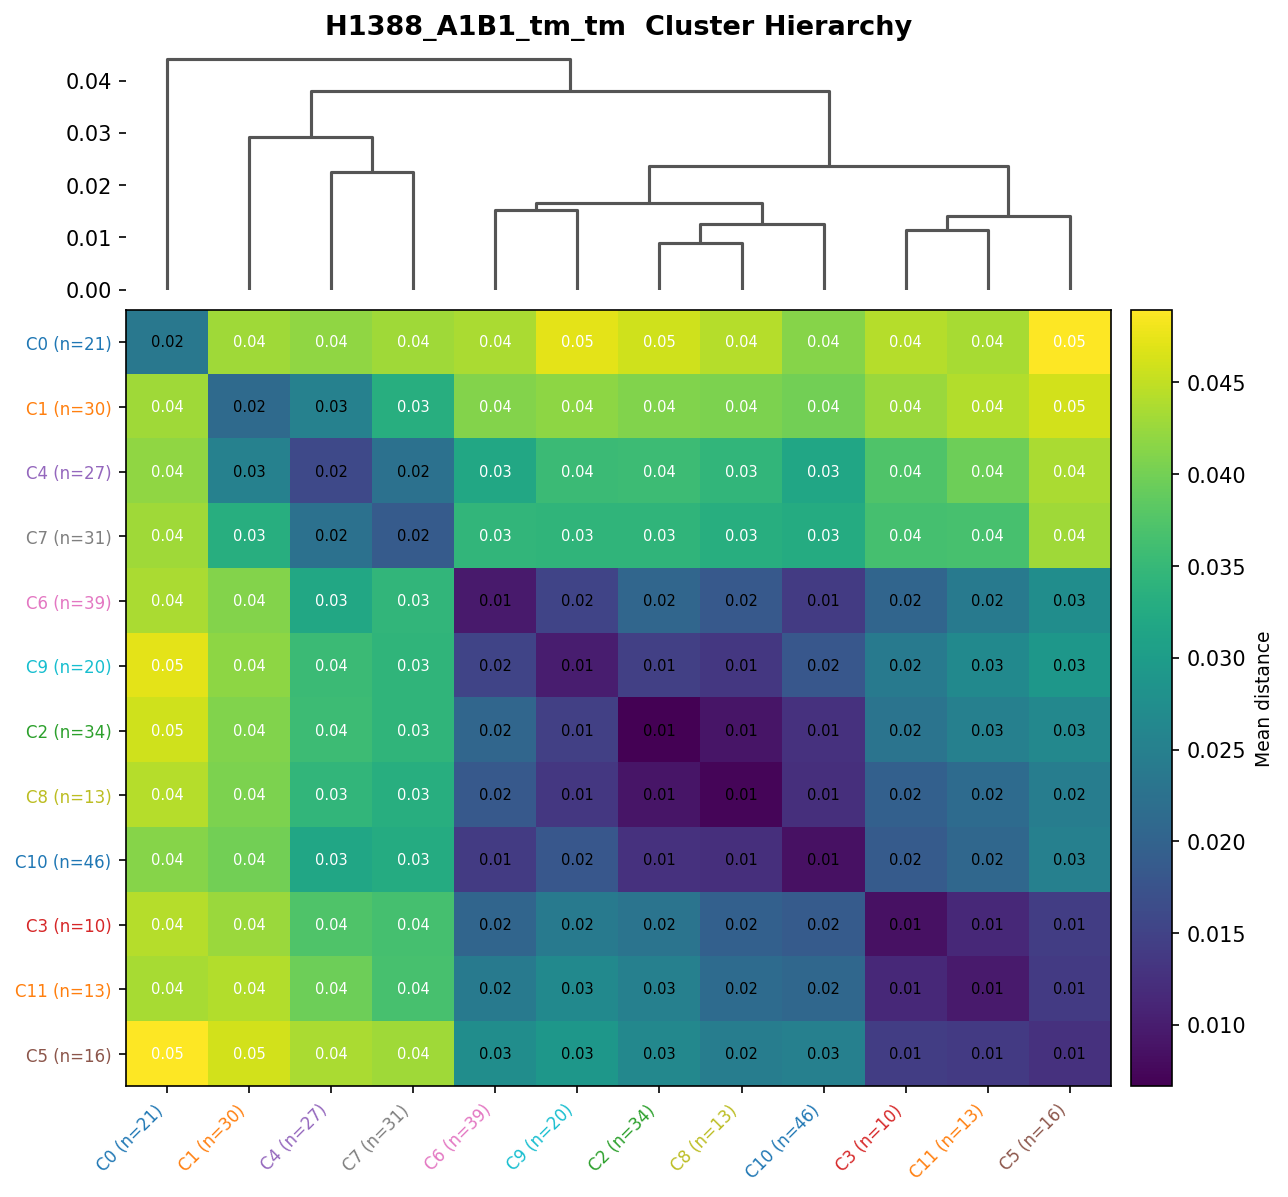 H1388_A1B1_tm_tm  Cluster Hierarchy
0.04
0.03
0.02
0.01
0.00
C0 (n=21) 0.02 0.04 0.04 0.04 0.04 0.05 0.05 0.04 0.04 0.04 0.04 0.05
C1 (n=30) 0.04 0.02 0.03 0.03 0.04 0.04 0.04 0.04 0.04 0.04 0.04 0.05
C4 (n=27) 0.04 0.03 0.02 0.02 0.03 0.04 0.04 0.03 0.03 0.04 0.04 0.04
C7 (n=31) 0.04 0.03 0.02 0.02 0.03 0.03 0.03 0.03 0.03 0.04 0.04 0.04
C6 (n=39) 0.04 0.04 0.03 0.03 0.01 0.02 0.02 0.02 0.01 0.02 0.02 0.03
C9 (n=20) 0.05 0.04 0.04 0.03 0.02 0.01 0.01 0.01 0.02 0.02 0.03 0.03
C2 (n=34) 0.05 0.04 0.04 0.03 0.02 0.01 0.01 0.01 0.01 0.02 0.03 0.03
C8 (n=13) 0.04 0.04 0.03 0.03 0.02 0.01 0.01 0.01 0.01 0.02 0.02 0.02
C10 (n=46) 0.04 0.04 0.03 0.03 0.01 0.02 0.01 0.01 0.01 0.02 0.02 0.03
C3 (n=10) 0.04 0.04 0.04 0.04 0.02 0.02 0.02 0.02 0.02 0.01 0.01 0.01
C11 (n=13) 0.04 0.04 0.04 0.04 0.02 0.03 0.03 0.02 0.02 0.01 0.01 0.01
C5 (n=16) 0.05 0.05 0.04 0.04 0.03 0.03 0.03 0.02 0.03 0.01 0.01 0.01
C0 (n=21) C1 (n=30) C4 (n=27) C7 (n=31) C6 (n=39) C9 (n=20) C2 (n=34) C8 (n=13) C10 (n=46) C3 (n=10) C11 (n=13) C5 (n=16)
0.045
0.040
0.035
0.030
0.025
0.020
0.015
0.010
Mean distance